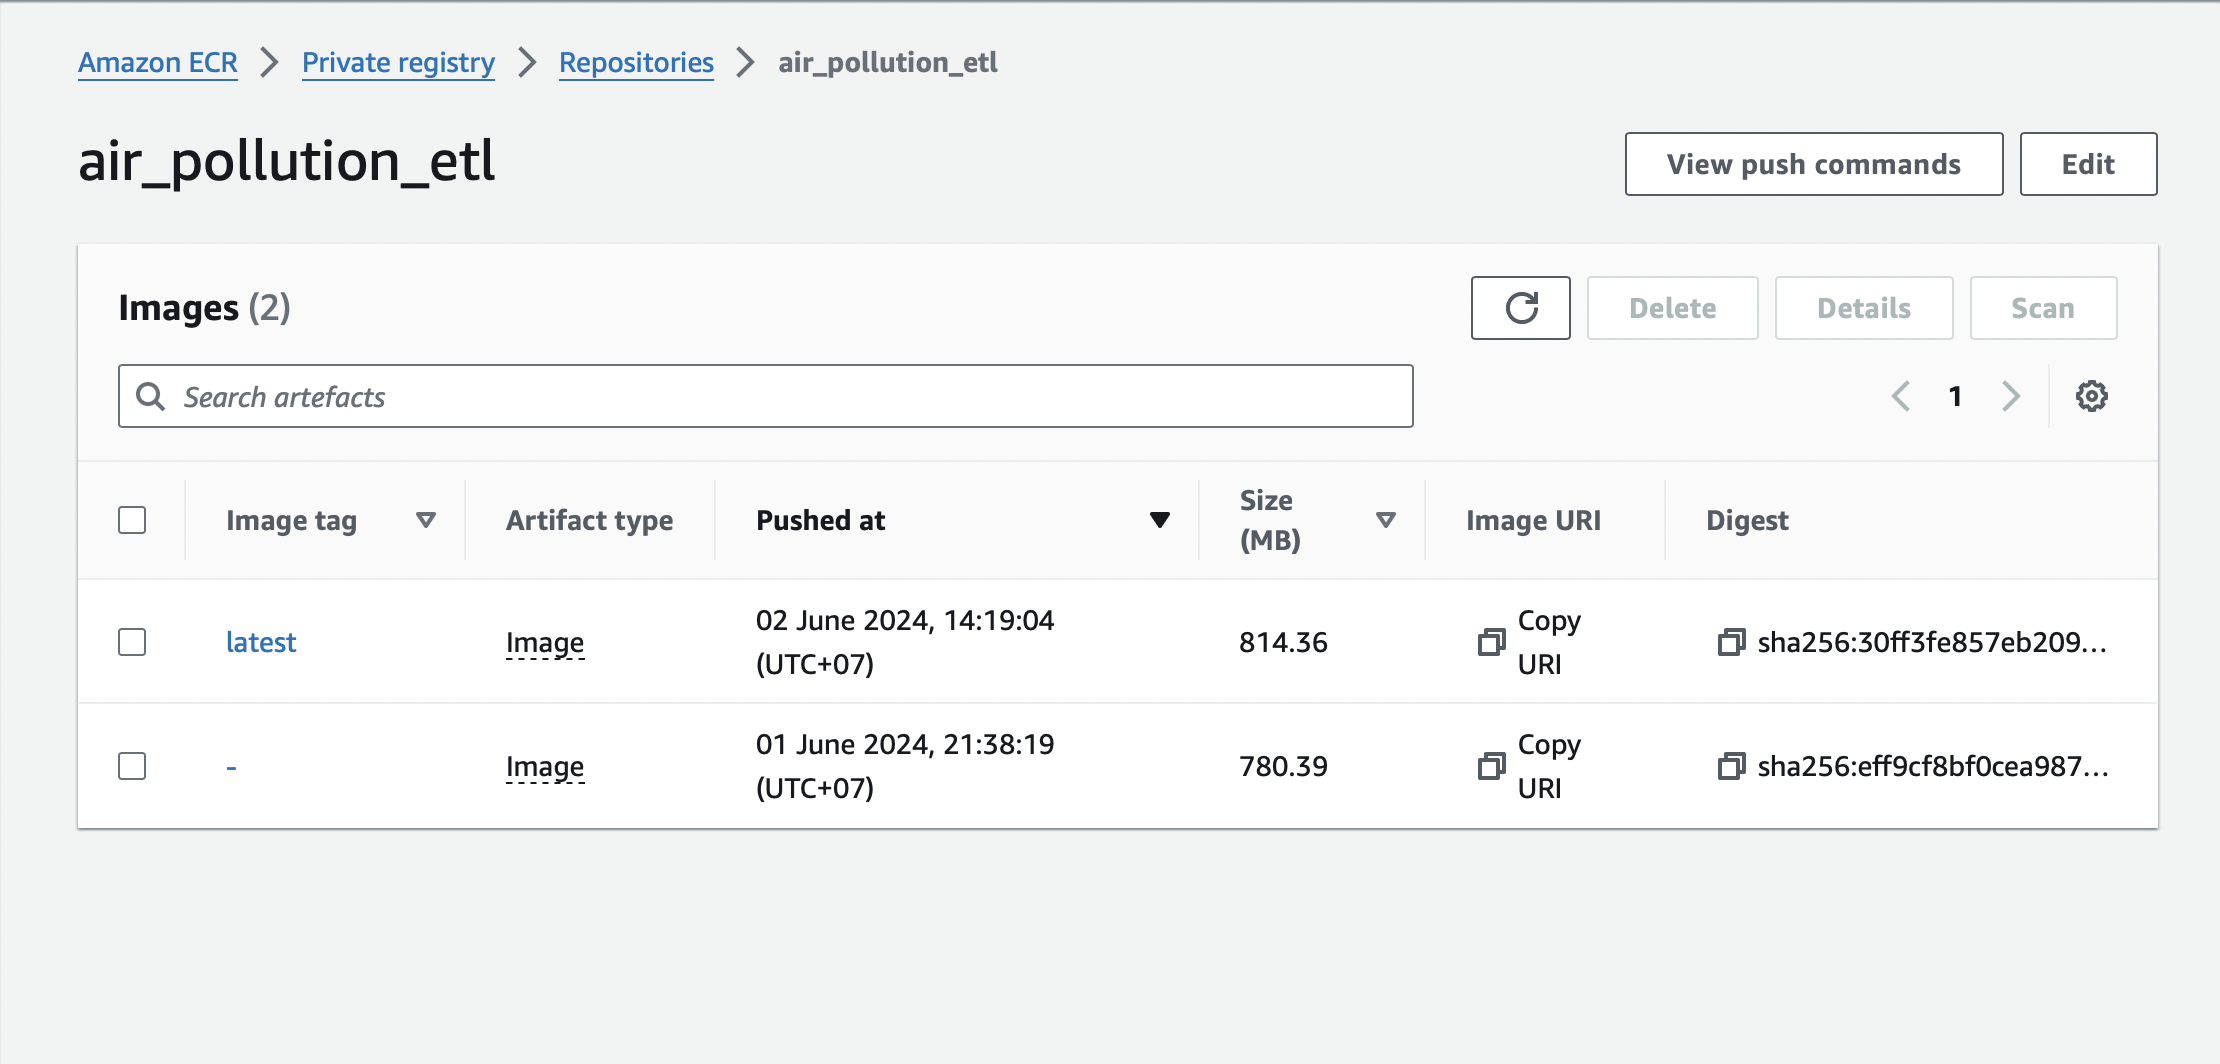 Amazon ECR Private registry Repositories air_pollution_etl
air_pollution_etl
View push commands Edit
Images (2)
Delete Details Scan
Search artefacts
1
Image tag Artifact type Pushed at Size (MB) Image URI Digest
latest Image 02 June 2024, 14:19:04 (UTC+07) 814.36 Copy URI sha256:30ff3fe857eb209...
- Image 01 June 2024, 21:38:19 (UTC+07) 780.39 Copy URI sha256:eff9cf8bf0cea987...